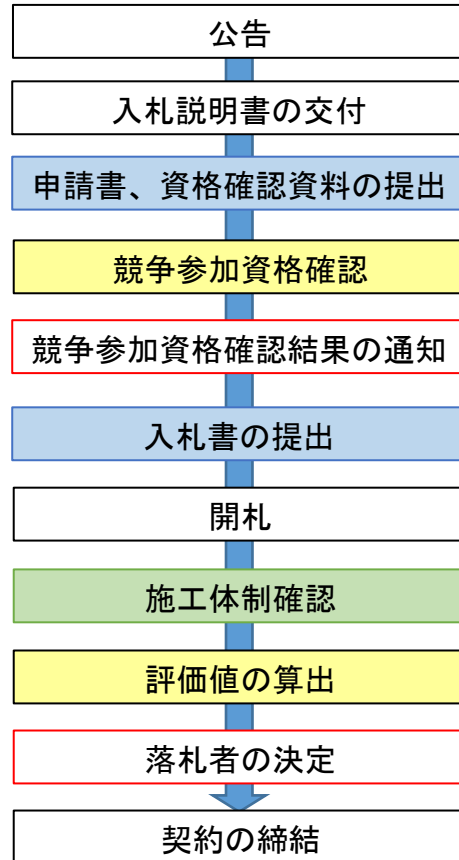 公告
入札説明書の交付
申請書、資格確認資料の提出
競争参加資格確認
競争参加資格確認結果の通知
入札書の提出
開札
施工体制確認
評価値の算出
落札者の決定
契約の締結